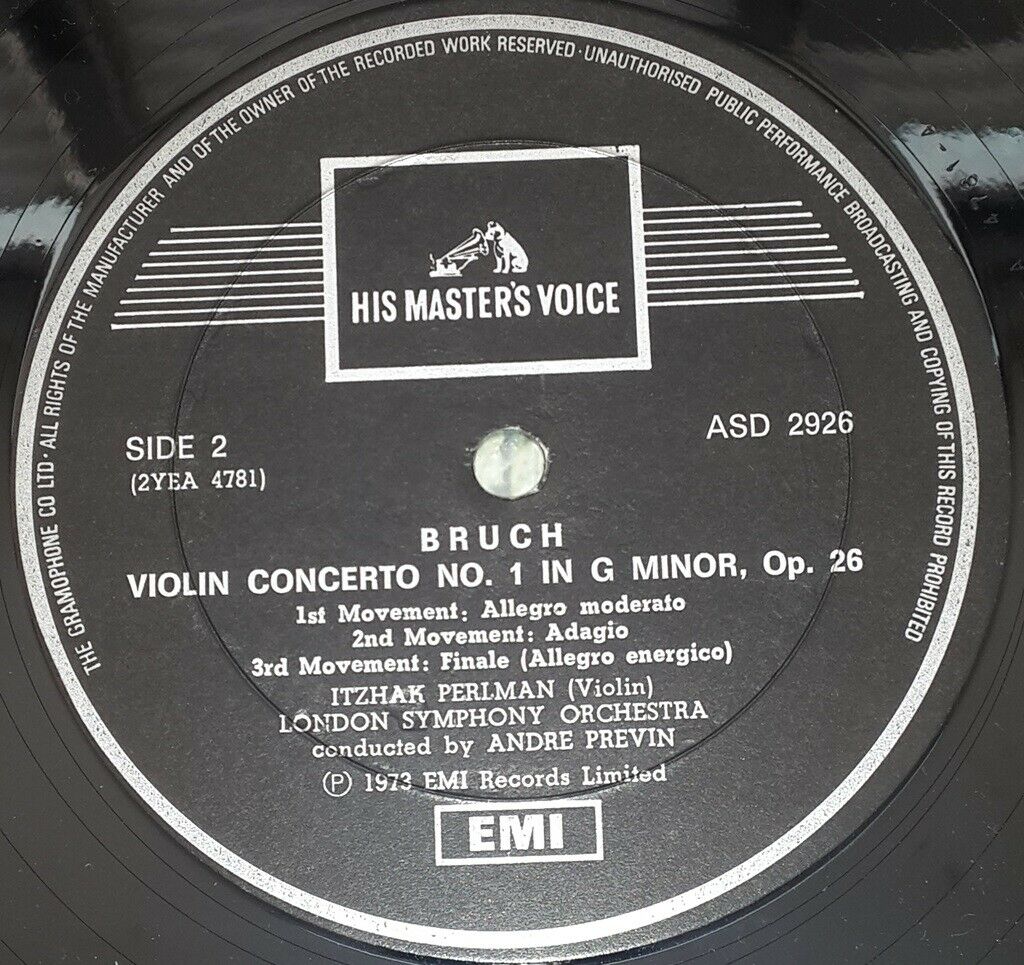 THE GRAMOPHONE CO LTD · ALL RIGHTS OF THE MANUFACTURER AND OF THE OWNER OF THE RECORDED WORK RESERVED · UNAUTHORISED PUBLIC PERFORMANCE BROADCASTING AND COPYING OF THIS RECORD PROHIBITED
HIS MASTER'S VOICE
SIDE 2
(2YEA 4781)
ASD 2926
BRUCH
VIOLIN CONCERTO NO. 1 IN G MINOR, Op. 26
1st Movement: Allegro moderato
2nd Movement: Adagio
3rd Movement: Finale (Allegro energico)
ITZHAK PERLMAN (Violin)
LONDON SYMPHONY ORCHESTRA
conducted by ANDRE PREVIN
Ⓟ 1973 EMI Records Limited
EMI